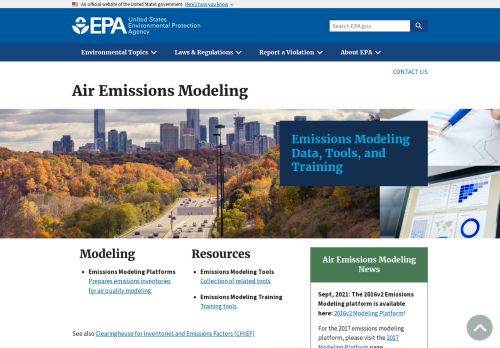 An official website of the United States government Here's how you know
EPA United States Environmental Protection Agency
Search EPA.gov
Environmental Topics Laws & Regulations Report a Violation About EPA
CONTACT US
Air Emissions Modeling
Emissions Modeling
Data, Tools, and
Training
Modeling
Emissions Modeling Platforms
Prepares emissions inventories
for air quality modeling.
Resources
Emissions Modeling Tools
Collection of related tools.
Emissions Modeling Training
Training tools.
See also Clearinghouse for Inventories and Emissions Factors (CHIEF)
Air Emissions Modeling
News
Sept, 2021: The 2016v2 Emissions
Modeling platform is available
here: 2016v2 Modeling Platform!
For the 2017 emissions modeling
platform, please visit the 2017
Modeling Platform page